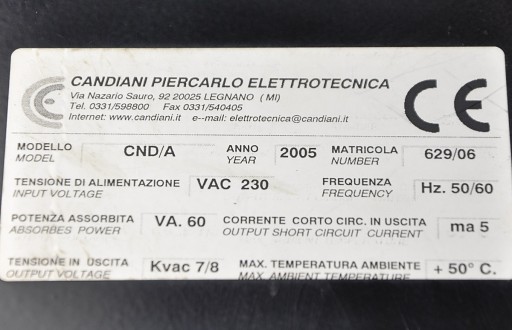 CANDIANI PIERCARLO ELETTROTECNICA
Via Nazario Sauro, 92 20025 LEGNANO (MI)
Tel. 0331/598800 Fax 0331/540405
Internet: www.candiani.it e--mail: elettrotecnica@candiani.it
CE
MODELLO CND/A ANNO 2005 MATRICOLA 629/06
MODEL YEAR NUMBER
TENSIONE DI ALIMENTAZIONE VAC 230 FREQUENZA Hz. 50/60
INPUT VOLTAGE FREQUENCY
POTENZA ASSORBITA VA. 60 CORRENTE CORTO CIRC. IN USCITA ma 5
ABSORBES POWER OUTPUT SHORT CIRCUIT CURRENT
TENSIONE IN USCITA Kvac 7/8 MAX. TEMPERATURA AMBIENTE + 50° C.
OUTPUT VOLTAGE MAX. AMBIENT TEMPERATURE